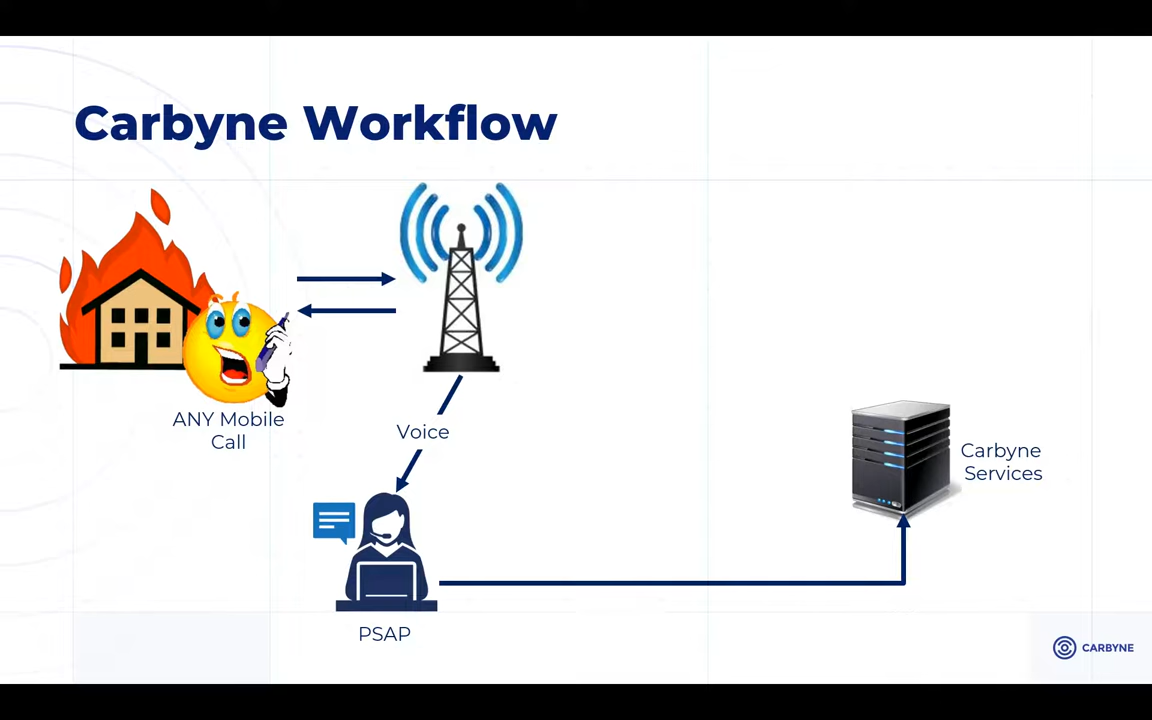 Carbyne Workflow
ANY Mobile
Call
Voice
Carbyne
Services
PSAP
CARBYNE